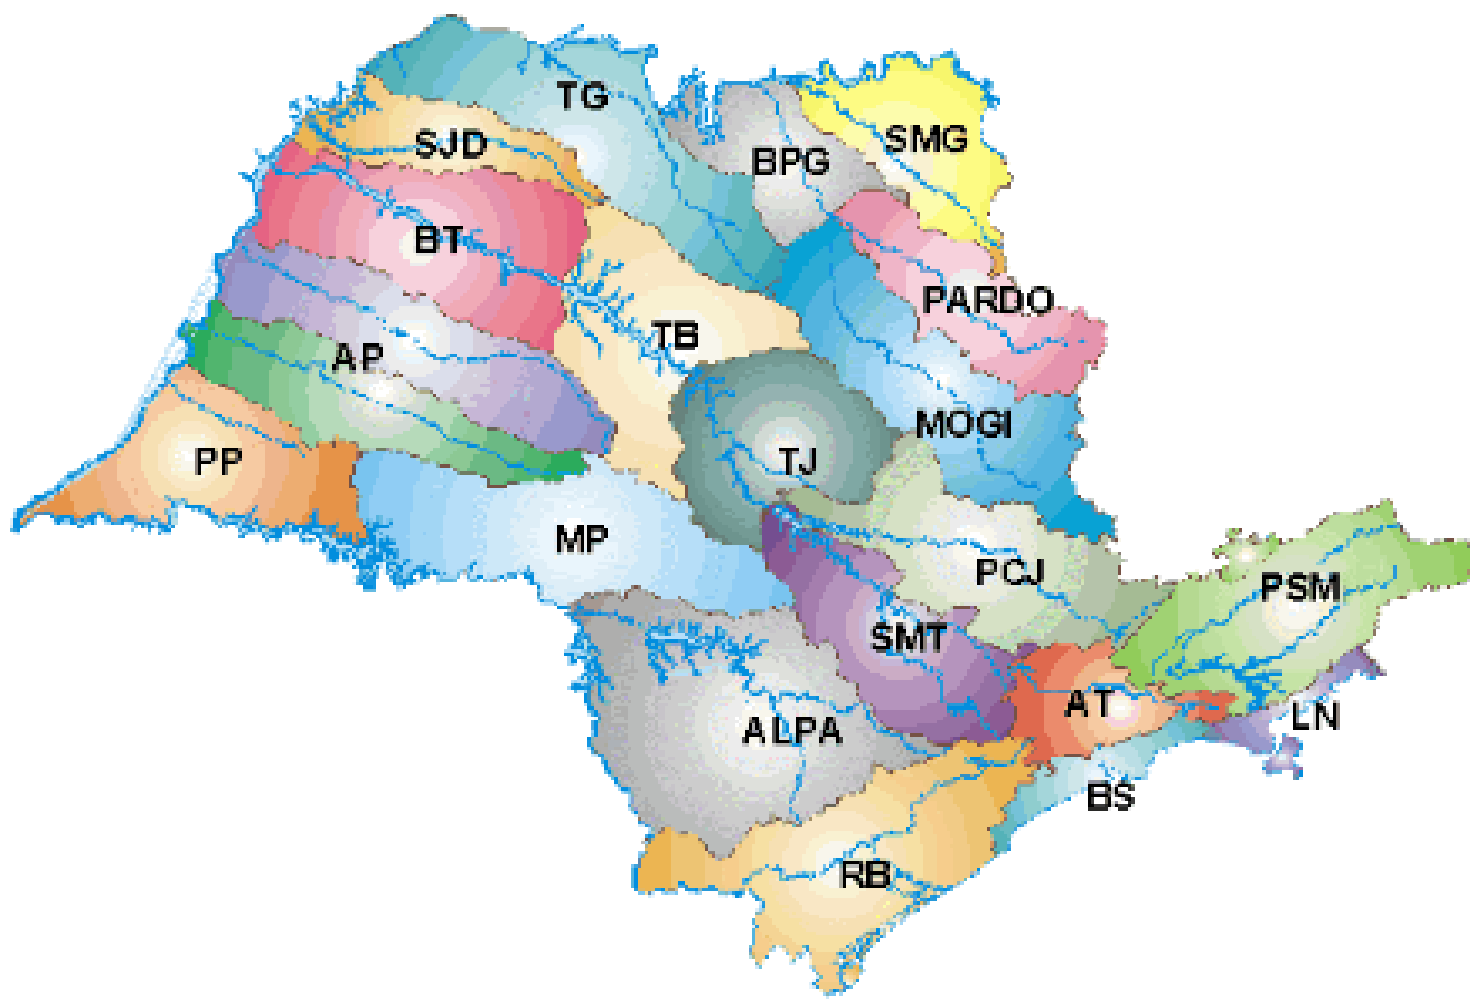 TG
SMG
SJD
BPG
BT
PARDO
TB
AP
MOGI
PP
TJ
MP
PCJ
PSM
SMT
AT
LN
ALPA
BS
RB